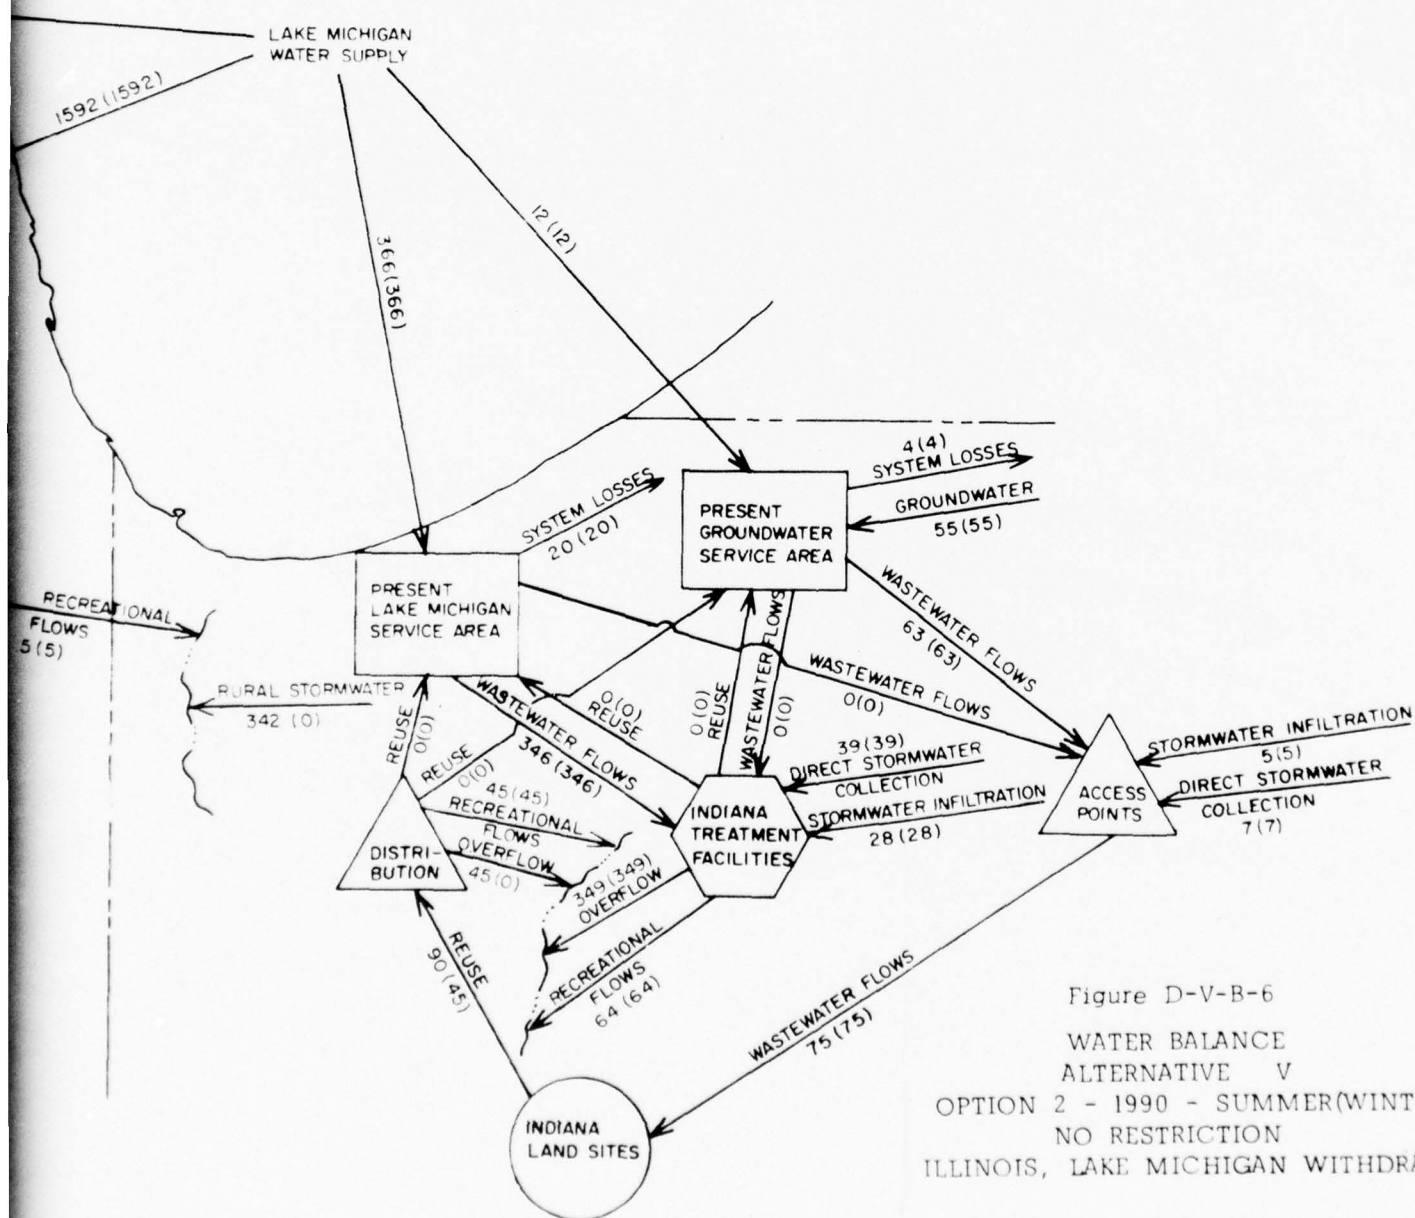 LAKE MICHIGAN
WATER SUPPLY
1592 (1592)
366(366)
12(12)
4(4)
SYSTEM LOSSES
GROUNDWATER
55(55)
PRESENT
GROUNDWATER
SERVICE AREA
SYSTEM LOSSES
20 (20)
PRESENT
LAKE MICHIGAN
SERVICE AREA
RECREATIONAL
FLOWS
5(5)
RURAL STORMWATER
342 (0)
WASTEWATER FLOWS
63(63)
WASTEWATER FLOWS
0(0)
REUSE
0(0)
REUSE
0(0)
WASTEWATER FLOWS
346(346)
0(0)
REUSE
0(0)
REUSE
WASTEWATER FLOWS
0(0)
39(39)
DIRECT STORMWATER
COLLECTION
STORMWATER INFILTRATION
28(28)
STORMWATER INFILTRATION
5(5)
DIRECT STORMWATER
COLLECTION
7(7)
ACCESS
POINTS
INDIANA
TREATMENT
FACILITIES
DISTRI-
BUTION
45(45)
RECREATIONAL
FLOWS
OVERFLOW
45(0)
349(349)
OVERFLOW
RECREATIONAL
FLOWS
64(64)
REUSE
90(45)
WASTEWATER FLOWS
75(75)
INDIANA
LAND SITES
Figure D-V-B-6
WATER BALANCE
ALTERNATIVE V
OPTION 2 - 1990 - SUMMER(WINT
NO RESTRICTION
ILLINOIS, LAKE MICHIGAN WITHDRA